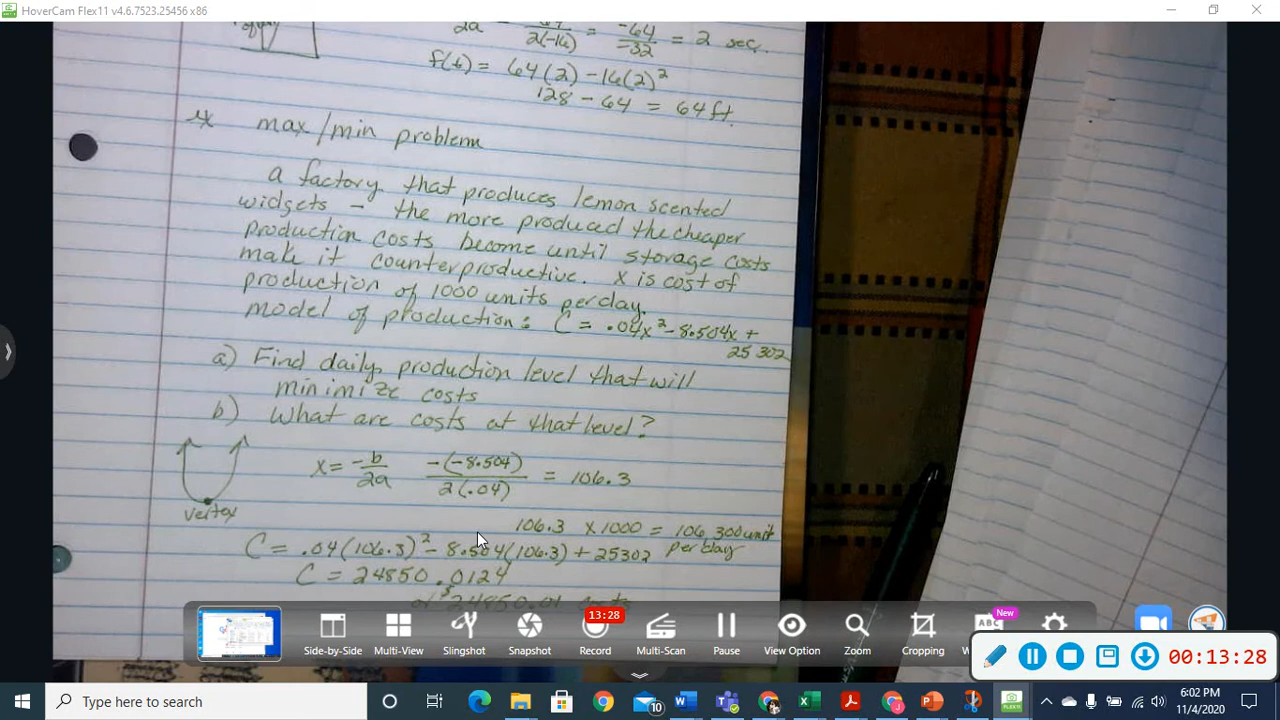 HoverCam Flex11 v4.6.7523.25456 x86
2a 2(-16) = -64/-32 = 2 sec.
f(t) = 64(2) - 16(2)²
128 - 64 = 64 ft.
max/min problem
a factory that produces lemon scented
widgets - the more produced the cheaper
production costs become until storage costs
make it counterproductive. x is cost of
production of 1000 units per day.
model of production: C = .04x² - 8.504x +
25302
a) Find daily production level that will
minimize costs
b) What are costs at that level?
x = -b/2a -(-8.504)/2(.04) = 106.3
vertex
106.3 x 1000 = 106,300 unit
per day
C = .04(106.3)² - 8.504(106.3) + 25302
C = 24850.0124
$24850.01 costs
13:28
New
ABC
Side-by-Side Multi-View Slingshot Snapshot Record Multi-Scan Pause View Option Zoom Cropping W
00:13:28
Type here to search
10
FLEX11
6:02 PM
11/4/2020